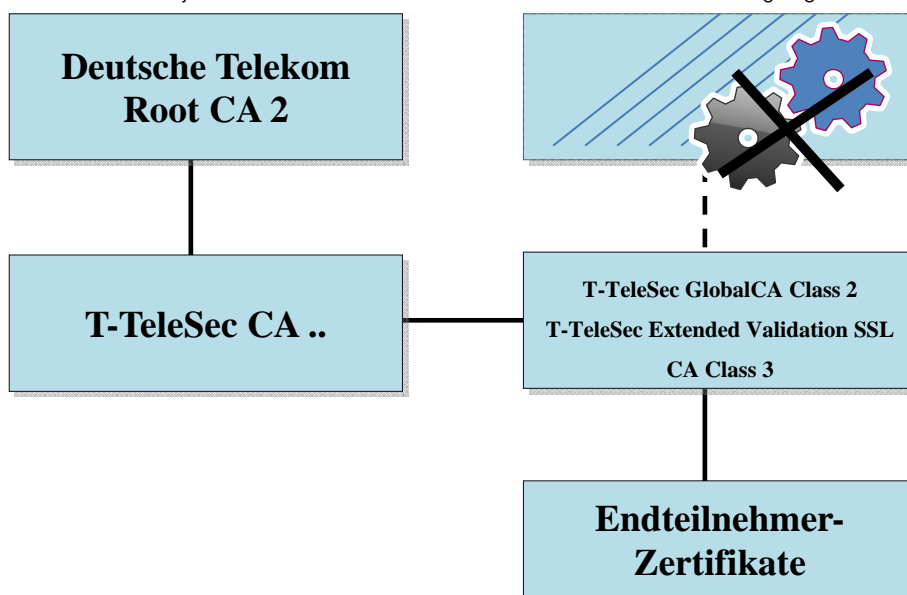 Deutsche Telekom
Root CA 2
T-TeleSec CA ..
T-TeleSec GlobalCA Class 2
T-TeleSec Extended Validation SSL
CA Class 3
Endteilnehmer-
Zertifikate